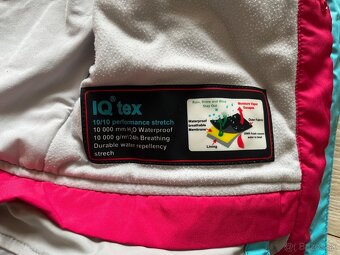 IQ tex
10/10 performance stretch
10 000 mm H2O Waterproof
10 000 g/m²/24h Breathing
Durable water repellency
strech
Rain, Snow and Wind
Stay Out
Moisture Vapor
Escapes
Waterproof
breathable
Membrane
Outer Fabric
Lining